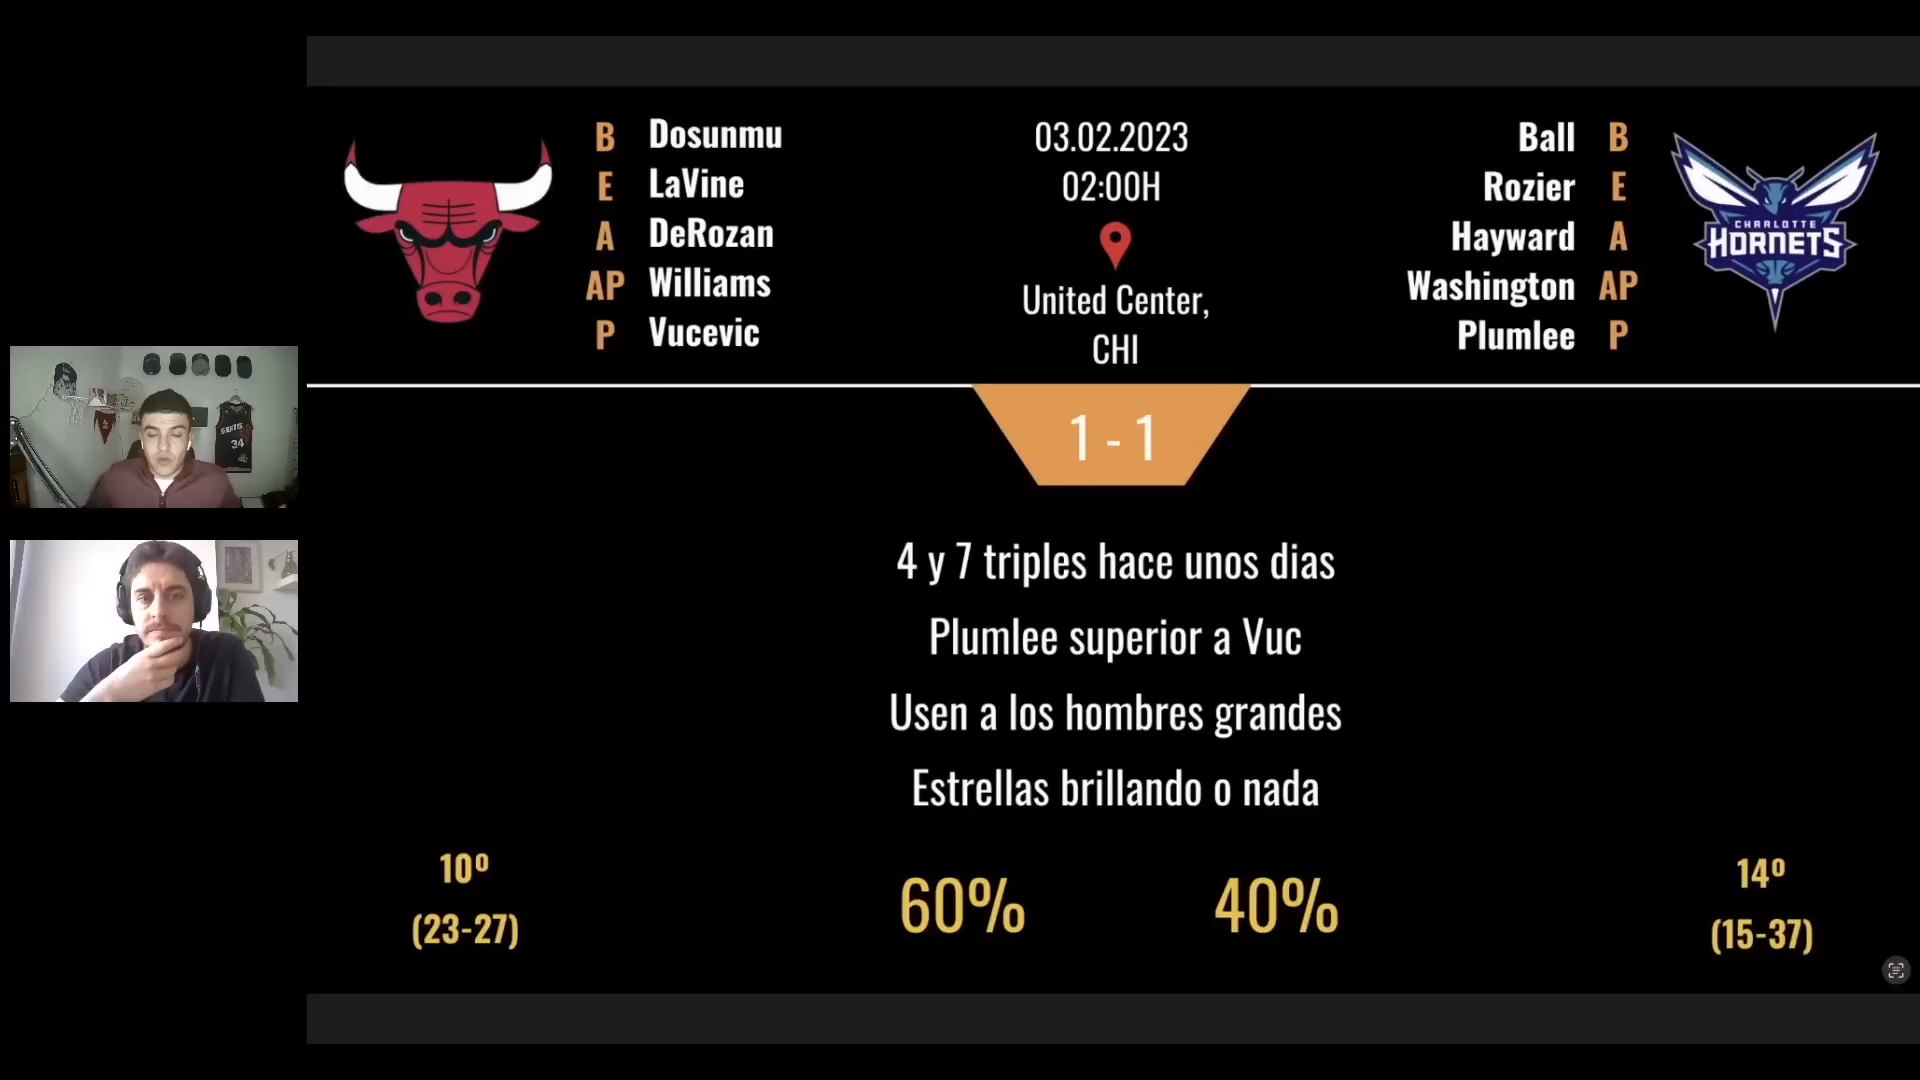 B Dosunmu
E LaVine
A DeRozan
AP Williams
P Vucevic
03.02.2023
02:00H
United Center,
CHI
Ball B
Rozier E
Hayward A
Washington AP
Plumlee P
CHARLOTTE
HORNETS
1 - 1
SUNS
34
4 y 7 triples hace unos dias
Plumlee superior a Vuc
Usen a los hombres grandes
Estrellas brillando o nada
10º
(23-27)
60%
40%
14º
(15-37)